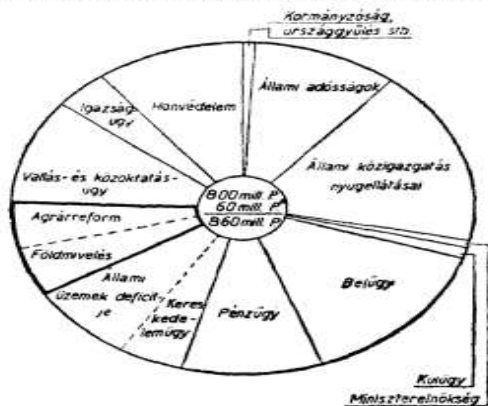 Kormányzóság,
országgyűlés stb.
Állami adósságok
Honvédelem
Igazság-
ügy
Állami közigazgatás
nyugellátásai
Vallás- és közoktatás-
ügy
800 mill. P
60 mill. P
860 mill. P
Agrárreform
Földmivelés
Állami
üzemek deficit-
je
Keres
kede-
lemügy
Pénzügy
Belügy
Külügy
Miniszterelnökség